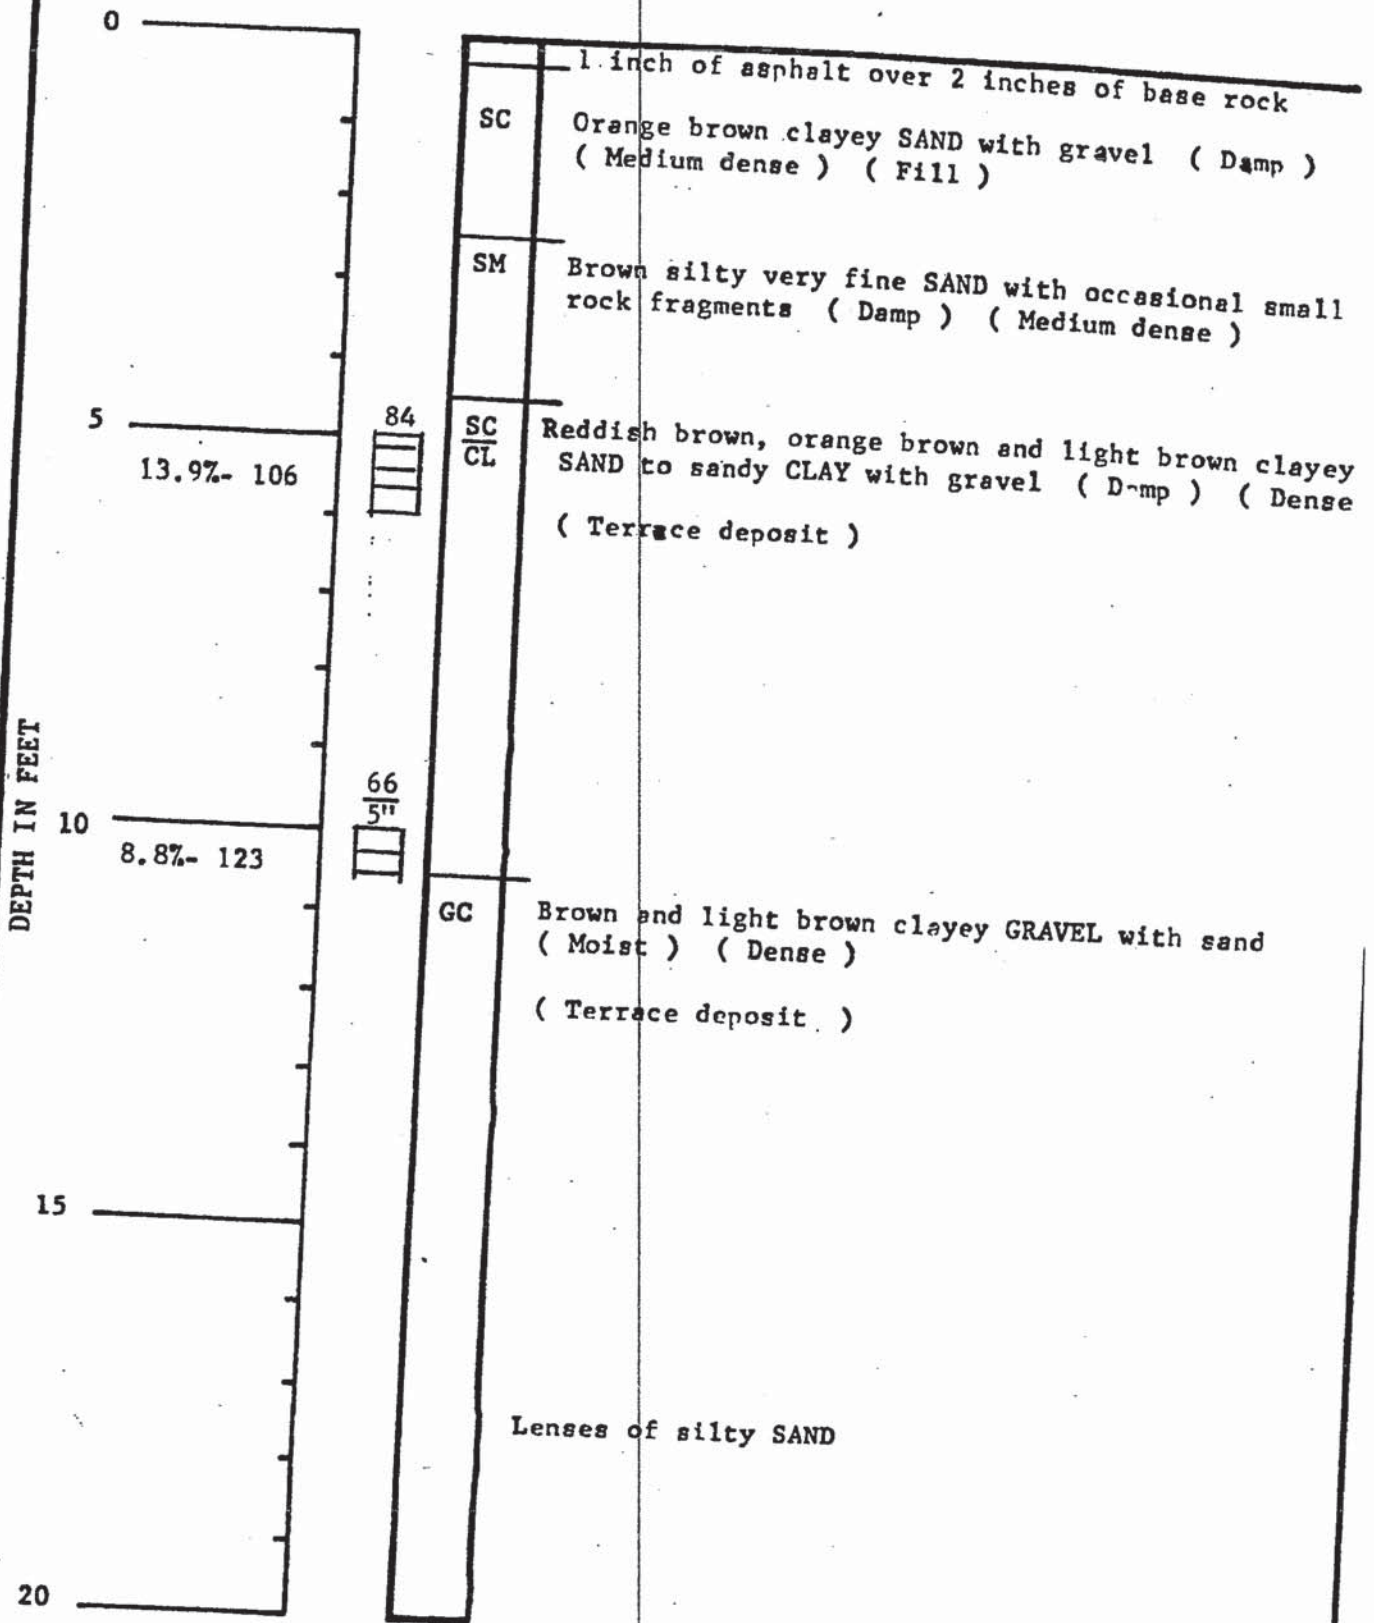 0
1 inch of asphalt over 2 inches of base rock
SC
Orange brown clayey SAND with gravel ( Damp )
( Medium dense ) ( Fill )
SM
Brown silty very fine SAND with occasional small
rock fragments ( Damp ) ( Medium dense )
5
13.9%- 106
84
SC
CL
Reddish brown, orange brown and light brown clayey
SAND to sandy CLAY with gravel ( D-mp ) ( Dense
( Terrace deposit )
DEPTH IN FEET
10
8.8%- 123
66
5"
GC
Brown and light brown clayey GRAVEL with sand
( Moist ) ( Dense )
( Terrace deposit )
15
Lenses of silty SAND
20